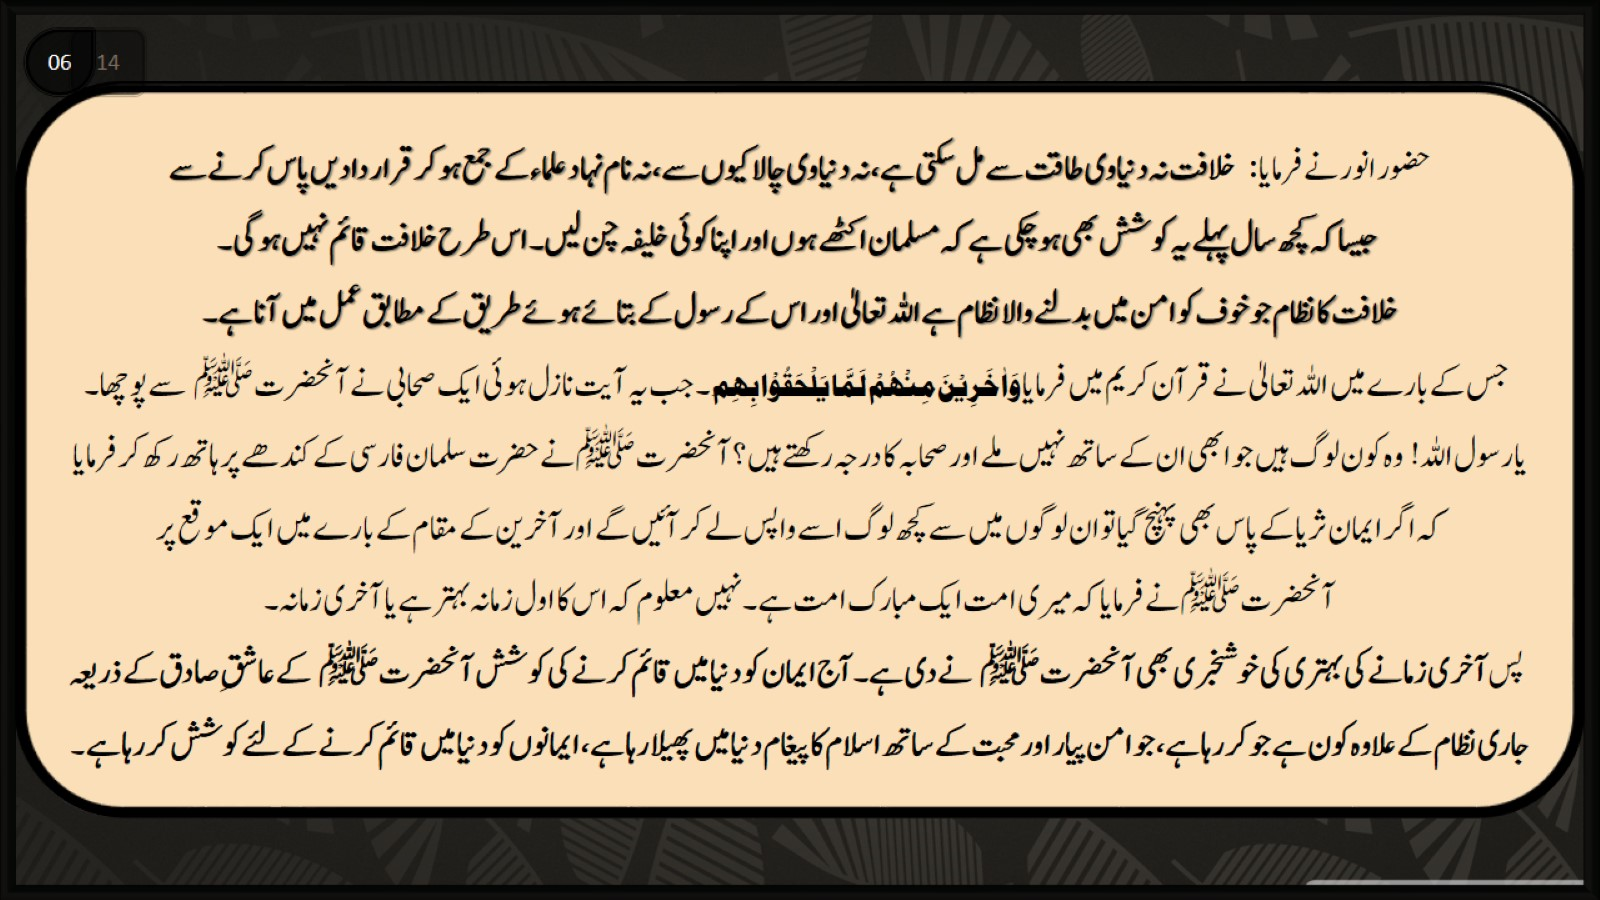 06 14
حضور انور نے فرمایا: خلافت نہ دنیاوی طاقت سے مل سکتی ہے، نہ دنیاوی چالاکیوں سے، نہ نام نہاد علماء کے جمع ہو کر قرار دادیں پاس کرنے سے
جیسا کہ کچھ سال پہلے یہ کوشش بھی ہو چکی ہے کہ مسلمان اکٹھے ہوں اور اپنا کوئی خلیفہ چن لیں۔ اس طرح خلافت قائم نہیں ہو گی۔
خلافت کا نظام جو خوف کو امن میں بدلنے والا نظام ہے اللہ تعالیٰ اور اس کے رسول کے بتائے ہوئے طریق کے مطابق عمل میں آنا ہے۔
جس کے بارے میں اللہ تعالیٰ نے قرآن کریم میں فرمایا وَاٰخَرِيْنَ مِنْهُمْ لَمَّا يَلْحَقُوْا بِهِم۔ جب یہ آیت نازل ہوئی ایک صحابی نے آنحضرت ﷺ سے پوچھا۔
یا رسول اللہ! وہ کون لوگ ہیں جو ابھی ان کے ساتھ نہیں ملے اور صحابہ کا درجہ رکھتے ہیں؟ آنحضرت ﷺ نے حضرت سلمان فارسی کے کندھے پر ہاتھ رکھ کر فرمایا
کہ اگر ایمان ثریا کے پاس بھی پہنچ گیا تو ان لوگوں میں سے کچھ لوگ اسے واپس لے کر آئیں گے اور آخرین کے مقام کے بارے میں ایک موقع پر
آنحضرت ﷺ نے فرمایا کہ میری امت ایک مبارک امت ہے۔ نہیں معلوم کہ اس کا اول زمانہ بہتر ہے یا آخری زمانہ۔
پس آخری زمانے کی بہتری کی خوشخبری بھی آنحضرت ﷺ نے دی ہے۔ آج ایمان کو دنیا میں قائم کرنے کی کوشش آنحضرت ﷺ کے عاشقِ صادق کے ذریعہ
جاری نظام کے علاوہ کون ہے جو کر رہا ہے، جو امن پیار اور محبت کے ساتھ اسلام کا پیغام دنیا میں پھیلا رہا ہے، ایمانوں کو دنیا میں قائم کرنے کے لئے کوشش کر رہا ہے۔